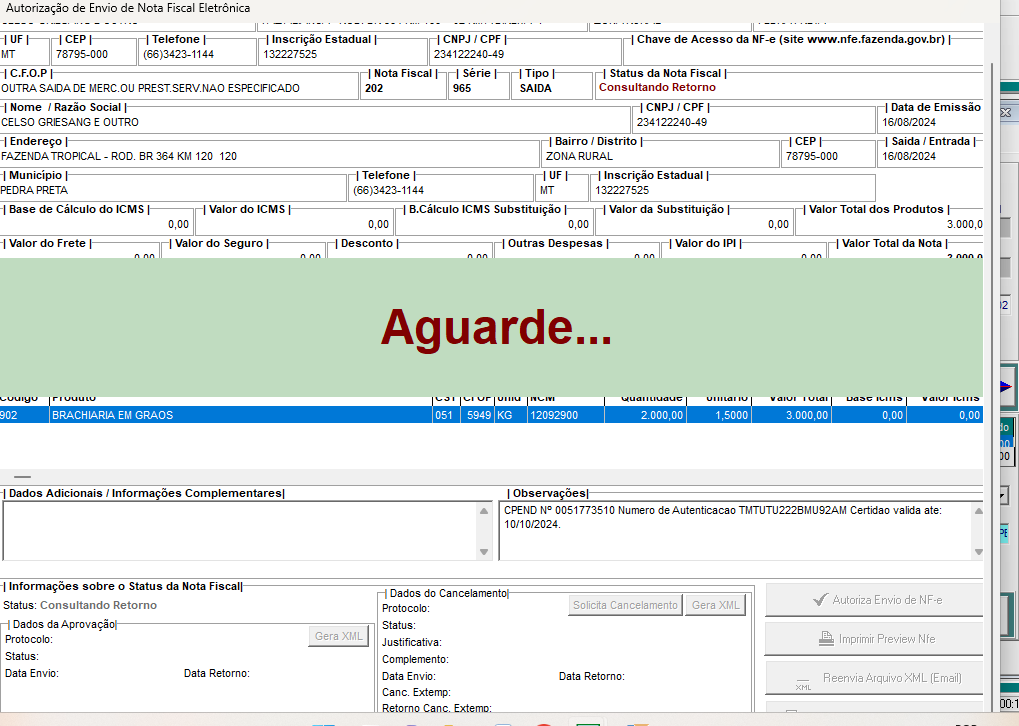 Autorização de Envio de Nota Fiscal Eletrônica
| UF | | CEP | | Telefone | | Inscrição Estadual | | CNPJ / CPF | | Chave de Acesso da NF-e (site www.nfe.fazenda.gov.br) |
MT 78795-000 (66)3423-1144 132227525 234122240-49
| C.F.O.P | | Nota Fiscal | | Série | | Tipo | | Status da Nota Fiscal |
OUTRA SAIDA DE MERC.OU PREST.SERV.NAO ESPECIFICADO 202 965 SAIDA Consultando Retorno
| Nome / Razão Social | | CNPJ / CPF | | Data de Emissão
CELSO GRIESANG E OUTRO 234122240-49 16/08/2024
| Endereço | | Bairro / Distrito | | CEP | | Saida / Entrada |
FAZENDA TROPICAL - ROD. BR 364 KM 120 120 ZONA RURAL 78795-000 16/08/2024
| Município | | Telefone | | UF | | Inscrição Estadual |
PEDRA PRETA (66)3423-1144 MT 132227525
| Base de Cálculo do ICMS | | Valor do ICMS | | B.Cálculo ICMS Substituição | | Valor da Substituição | | Valor Total dos Produtos |
0,00 0,00 0,00 0,00 3.000,0
| Valor do Frete | | Valor do Seguro | | Desconto | | Outras Despesas | | Valor do IPI | | Valor Total da Nota |
0,00 0,00 0,00 0,00 0,00
Aguarde...
Codigo Produto CST CFOP Unid NCM Quantidade Unitario Valor Total Base Icms Valor Icms
902 BRACHIARIA EM GRAOS 051 5949 KG 12092900 2.000,00 1,5000 3.000,00 0,00 0,00
| Dados Adicionais / Informações Complementares| | Observações|
CPEND Nº 0051773510 Numero de Autenticacao TMTUTU222BMU92AM Certidao valida ate:
10/10/2024.
| Informações sobre o Status da Nota Fiscal|
Status: Consultando Retorno
| Dados da Aprovação|
Protocolo: Gera XML
Status:
Data Envio: Data Retorno:
| Dados do Cancelamento|
Protocolo: Solicita Cancelamento Gera XML
Status:
Justificativa:
Complemento:
Data Envio: Data Retorno:
Canc. Extemp:
Retorno Canc. Extemp:
Autoriza Envio de NF-e
Imprimir Preview Nfe
XML Reenvia Arquivo XML (Email)